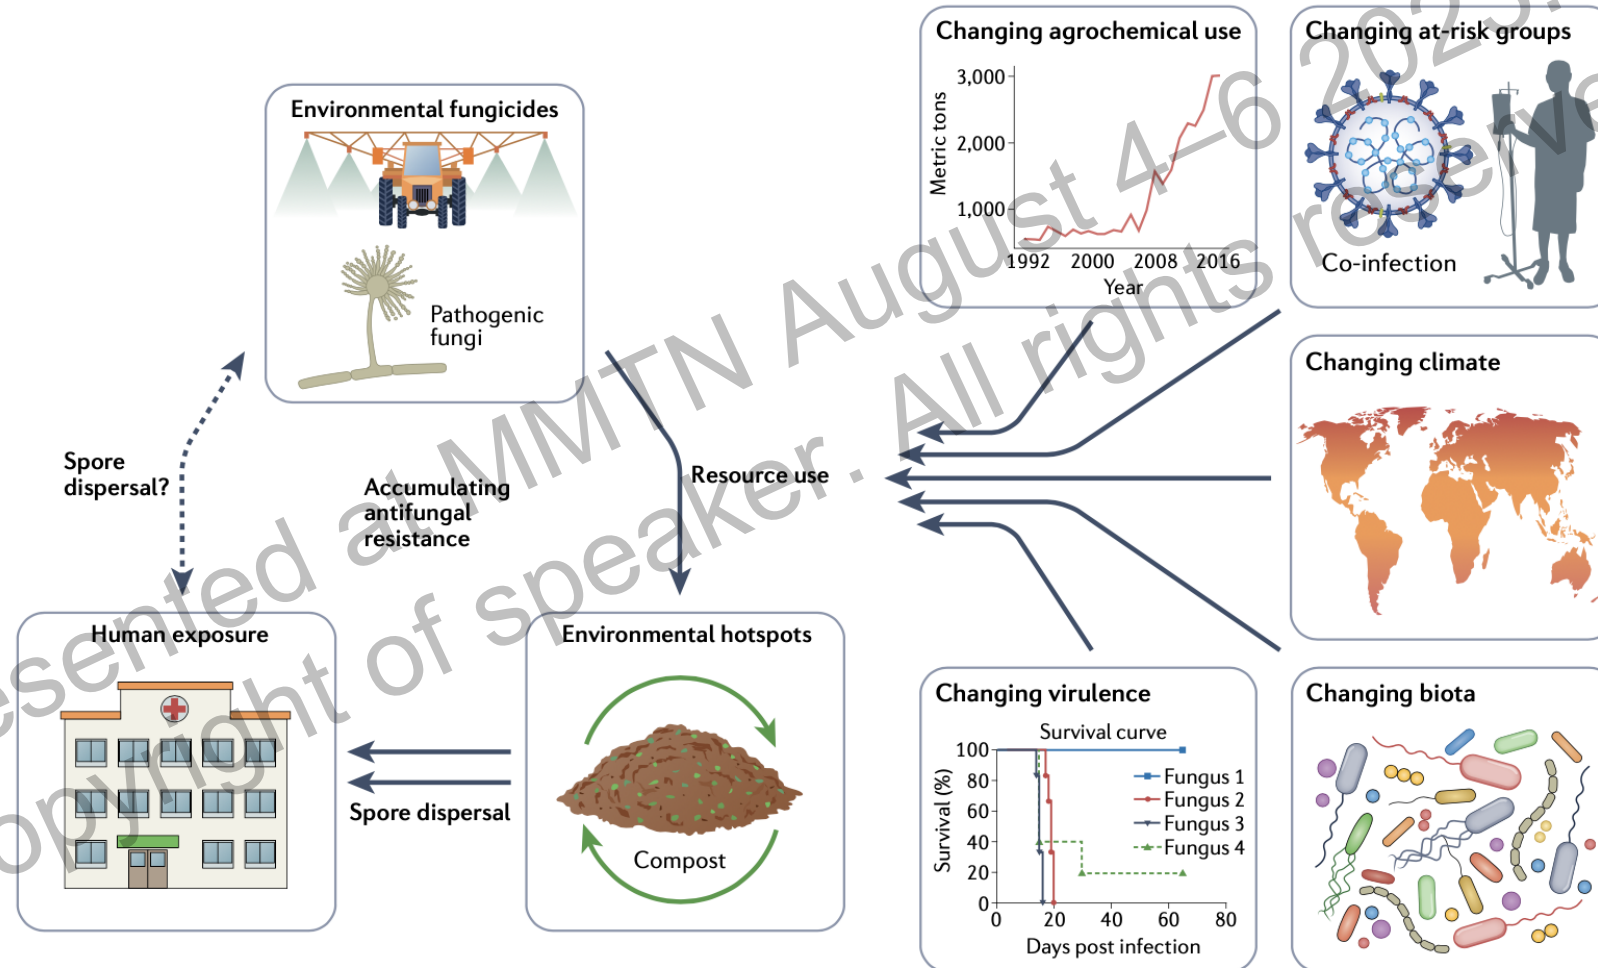 Changing agrochemical use
Changing at-risk groups
Environmental fungicides
Metric tons
3,000
2,000
1,000
1992 2000 2008 2016
Year
Co-infection
Pathogenic
fungi
Changing climate
Spore
dispersal?
Accumulating
antifungal
resistance
Resource use
Human exposure
Environmental hotspots
Spore dispersal
Compost
Changing virulence
Survival curve
Survival (%)
100
80
60
40
20
0
0 20 40 60 80
Days post infection
Fungus 1
Fungus 2
Fungus 3
Fungus 4
Changing biota
at MMTN August 4–6 2023.
of speaker. All rights